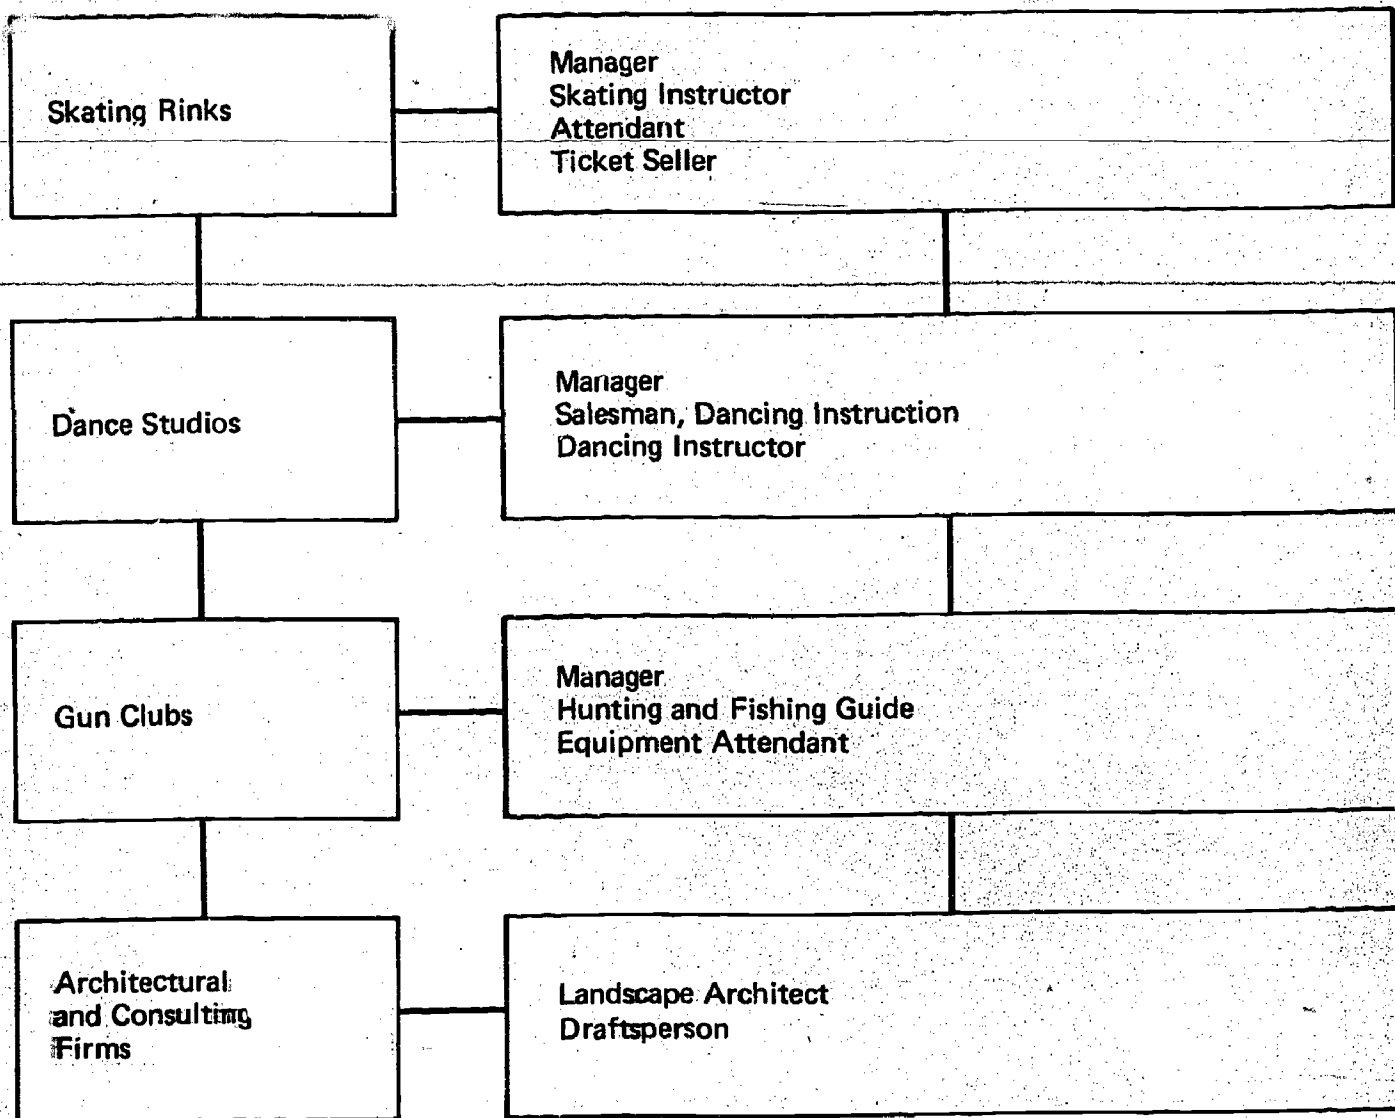 Skating Rinks
Manager
Skating Instructor
Attendant
Ticket Seller
Dance Studios
Manager
Salesman, Dancing Instruction
Dancing Instructor
Gun Clubs
Manager
Hunting and Fishing Guide
Equipment Attendant
Architectural
and Consulting
Firms
Landscape Architect
Draftsperson